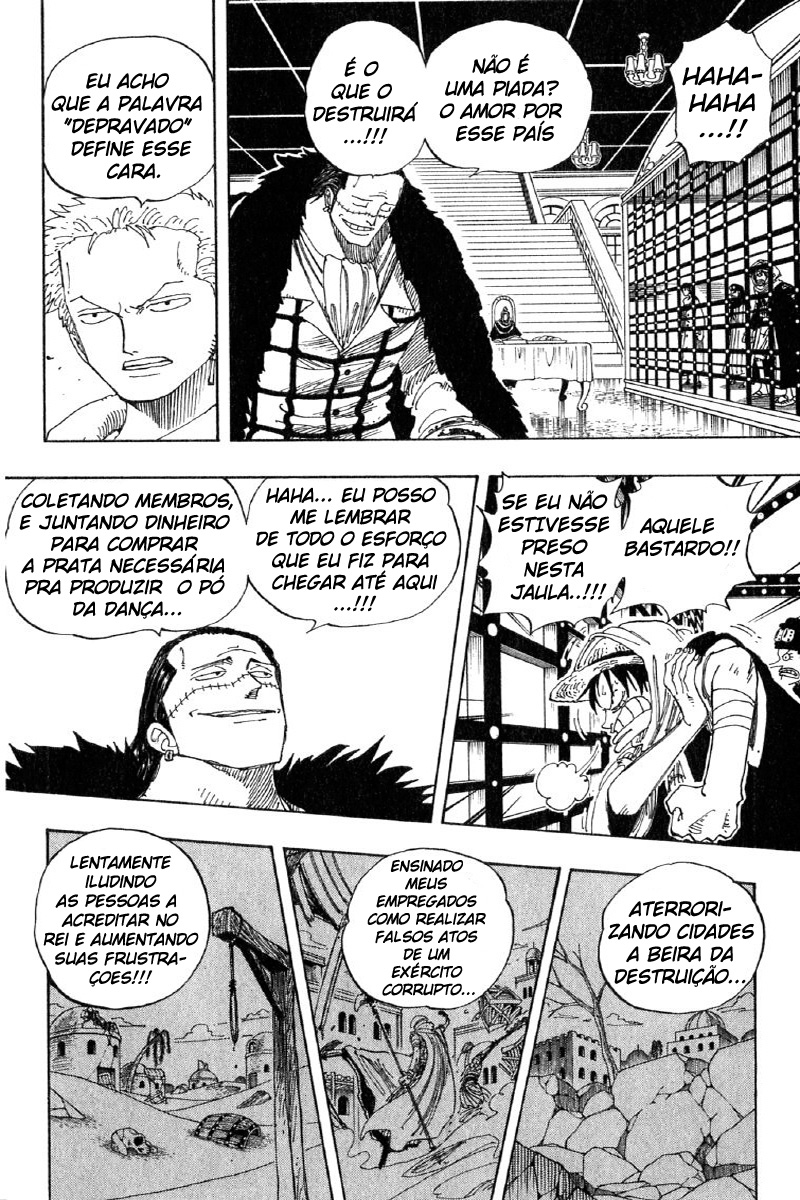 HAHA-
HAHA
...!!
NÃO É
UMA PIADA?
O AMOR POR
ESSE PAÍS
É O
QUE O
DESTRUIRÁ
...!!!
EU ACHO
QUE A PALAVRA
"DEPRAVADO"
DEFINE ESSE
CARA.
AQUELE
BASTARDO!!
SE EU NÃO
ESTIVESSE
PRESO
NESTA
JAULA..!!!
HAHA... EU POSSO
ME LEMBRAR
DE TODO O ESFORÇO
QUE EU FIZ PARA
CHEGAR ATÉ AQUI
...!!!
COLETANDO MEMBROS,
E JUNTANDO DINHEIRO
PARA COMPRAR
A PRATA NECESSÁRIA
PRA PRODUZIR O PÓ
DA DANÇA...
ATERRORI-
ZANDO CIDADES
A BEIRA DA
DESTRUIÇÃO...
ENSINADO
MEUS
EMPREGADOS
COMO REALIZAR
FALSOS ATOS
DE UM
EXÉRCITO
CORRUPTO...
LENTAMENTE
ILUDINDO
AS PESSOAS A
ACREDITAR NO
REI E AUMENTANDO
SUAS FRUSTRA-
ÇOES!!!